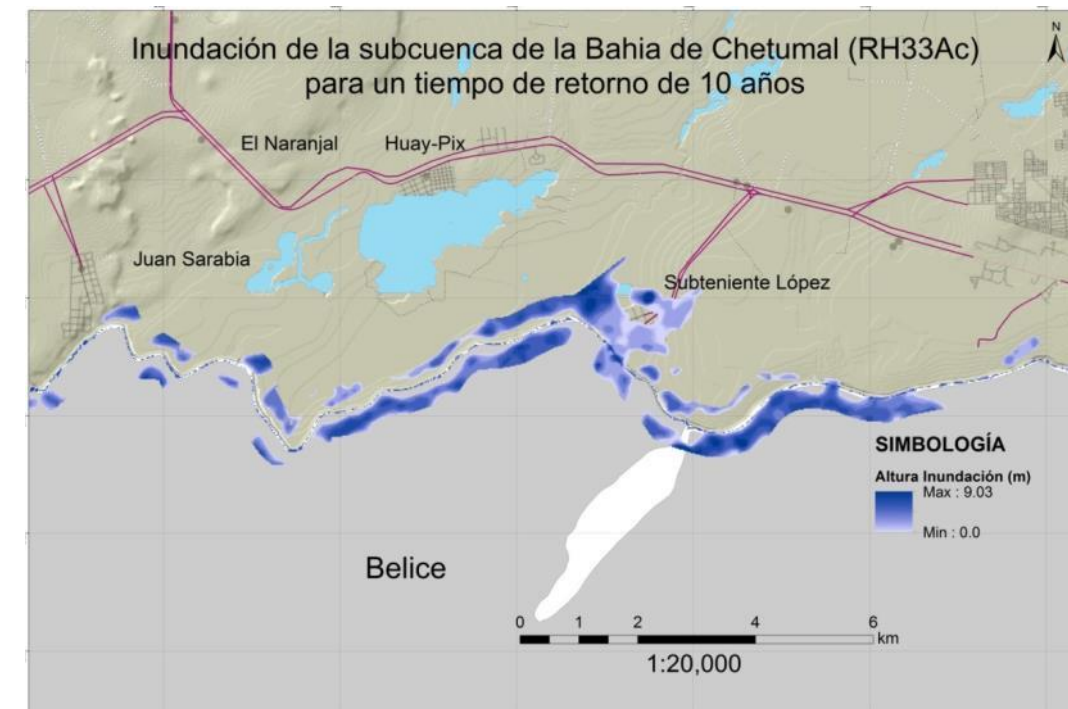 Inundación de la subcuenca de la Bahia de Chetumal (RH33Ac)
para un tiempo de retorno de 10 años
N
El Naranjal
Huay-Pix
Juan Sarabia
Subteniente López
SIMBOLOGÍA
Altura Inundación (m)
Max : 9.03
Min : 0.0
Belice
0 1 2 4 6
km
1:20,000